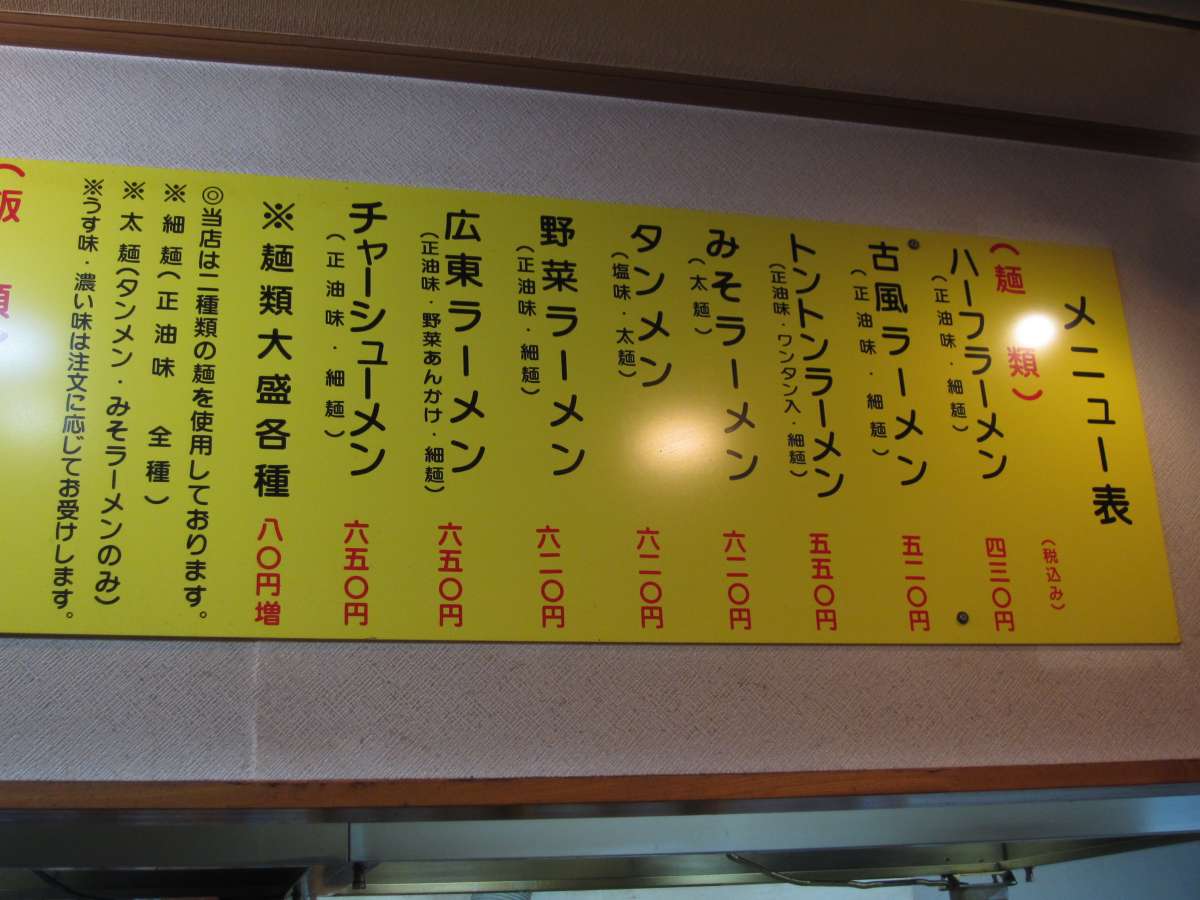 メニュー表
(税込み)
(麺類)
ハーフラーメン
(正油味・細麺)
四三〇円
古風ラーメン
(正油味・細麺)
五二〇円
トントンラーメン
(正油味・ワンタン入・細麺)
五五〇円
みそラーメン
(太麺)
六二〇円
タンメン
(塩味・太麺)
六二〇円
野菜ラーメン
(正油味・細麺)
六二〇円
広東ラーメン
(正油味・野菜あんかけ・細麺)
六五〇円
チャーシューメン
(正油味・細麺)
六五〇円
※麺類大盛各種 八〇円増
◎当店は二種類の麺を使用しております。
※細麺(正油味 全種)
※太麺(タンメン・みそラーメンのみ)
※うす味・濃い味は注文に応じてお受けします。
(飯類)